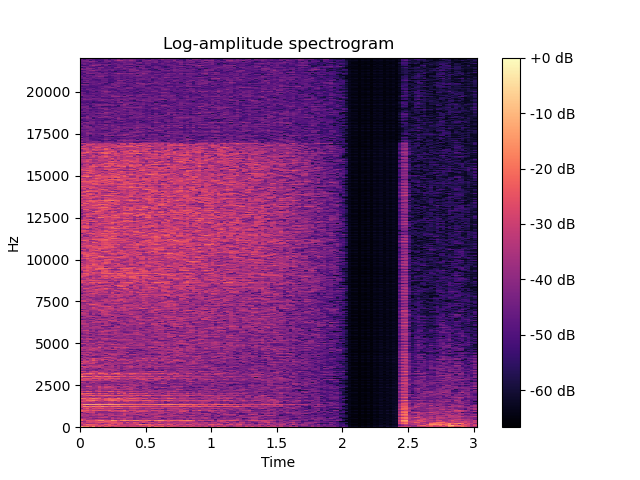 Log-amplitude spectrogram
Hz
20000
17500
15000
12500
10000
7500
5000
2500
0
0
0.5
1
1.5
2
2.5
3
Time
+0 dB
-10 dB
-20 dB
-30 dB
-40 dB
-50 dB
-60 dB